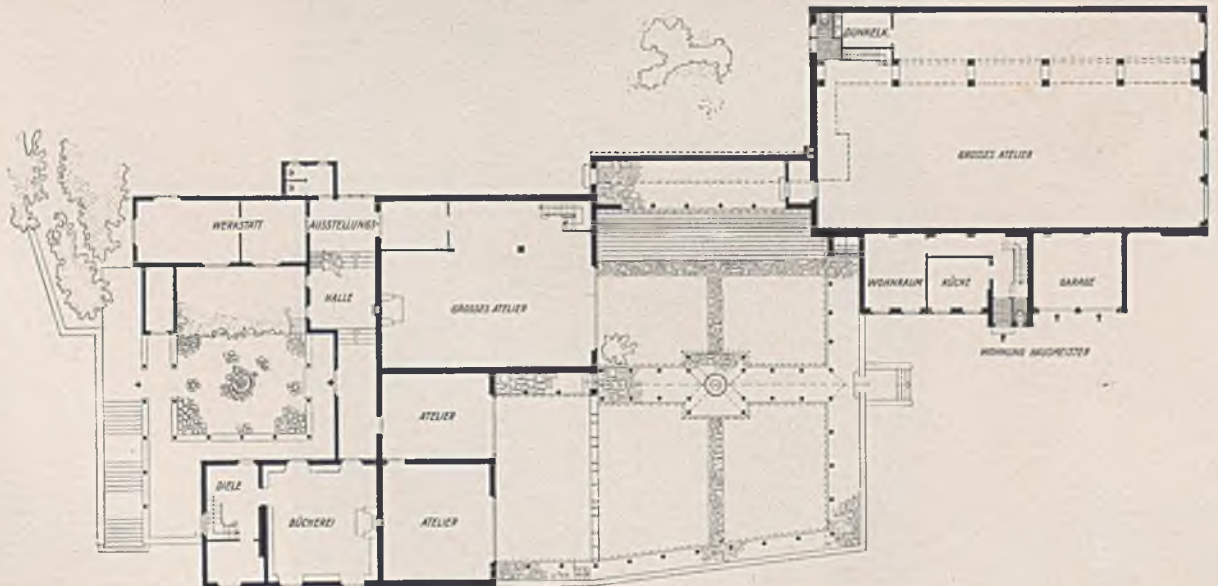 DUNKELK.
GROSSES ATELIER
WERKSTATT
AUSSTELLUNGS-
HALLE
GROSSES ATELIER
WOHNRAUM
KÜCHE
GARAGE
WOHNUNG HAUSMEISTER
ATELIER
DIELE
BÜCHEREI
ATELIER